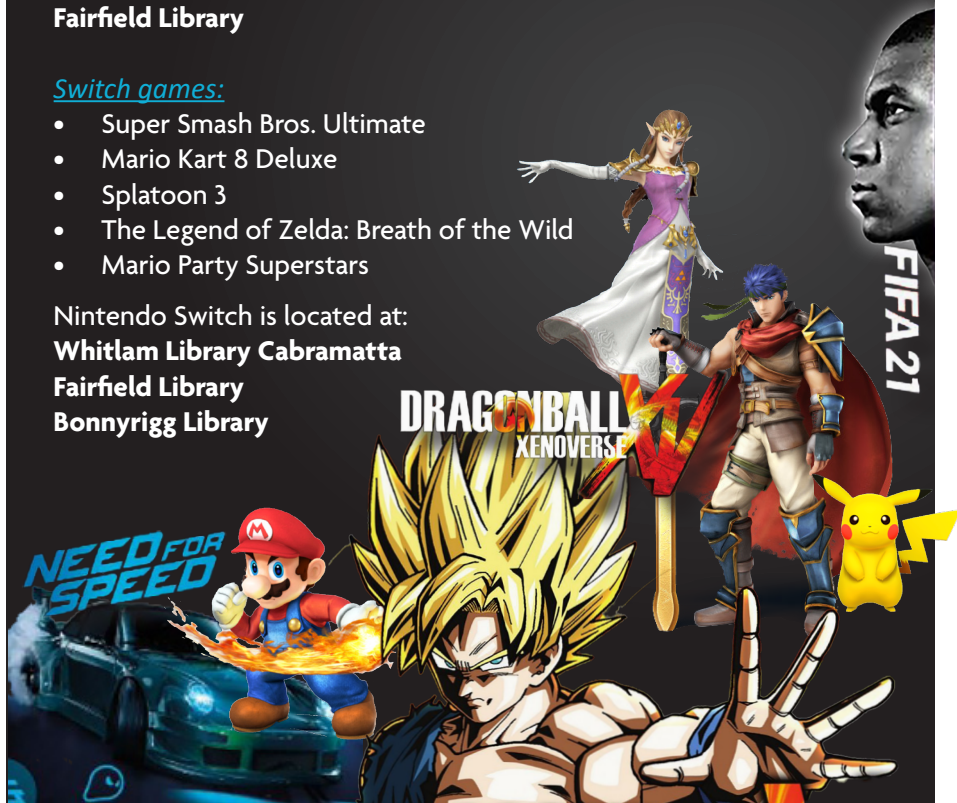 Fairfield Library
Switch games:
• Super Smash Bros. Ultimate
• Mario Kart 8 Deluxe
• Splatoon 3
• The Legend of Zelda: Breath of the Wild
• Mario Party Superstars
Nintendo Switch is located at:
Whitlam Library Cabramatta
Fairfield Library
Bonnyrigg Library
FIFA 21
DRAGONBALL
XENOVERSE
XV
NEED FOR
SPEED
M